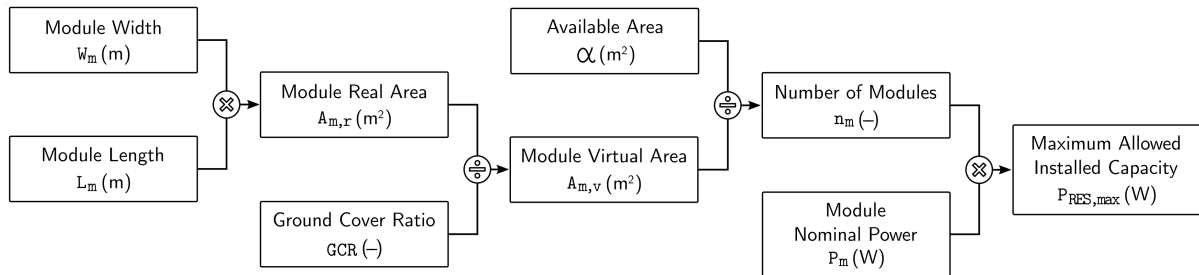 Module Width
W_m (m)
Module Length
L_m (m)
×
Module Real Area
A_m,r (m²)
Ground Cover Ratio
GCR (–)
÷
Available Area
α (m²)
Module Virtual Area
A_m,v (m²)
÷
Number of Modules
n_m (–)
Module
Nominal Power
P_m (W)
×
Maximum Allowed
Installed Capacity
P_RES,max (W)